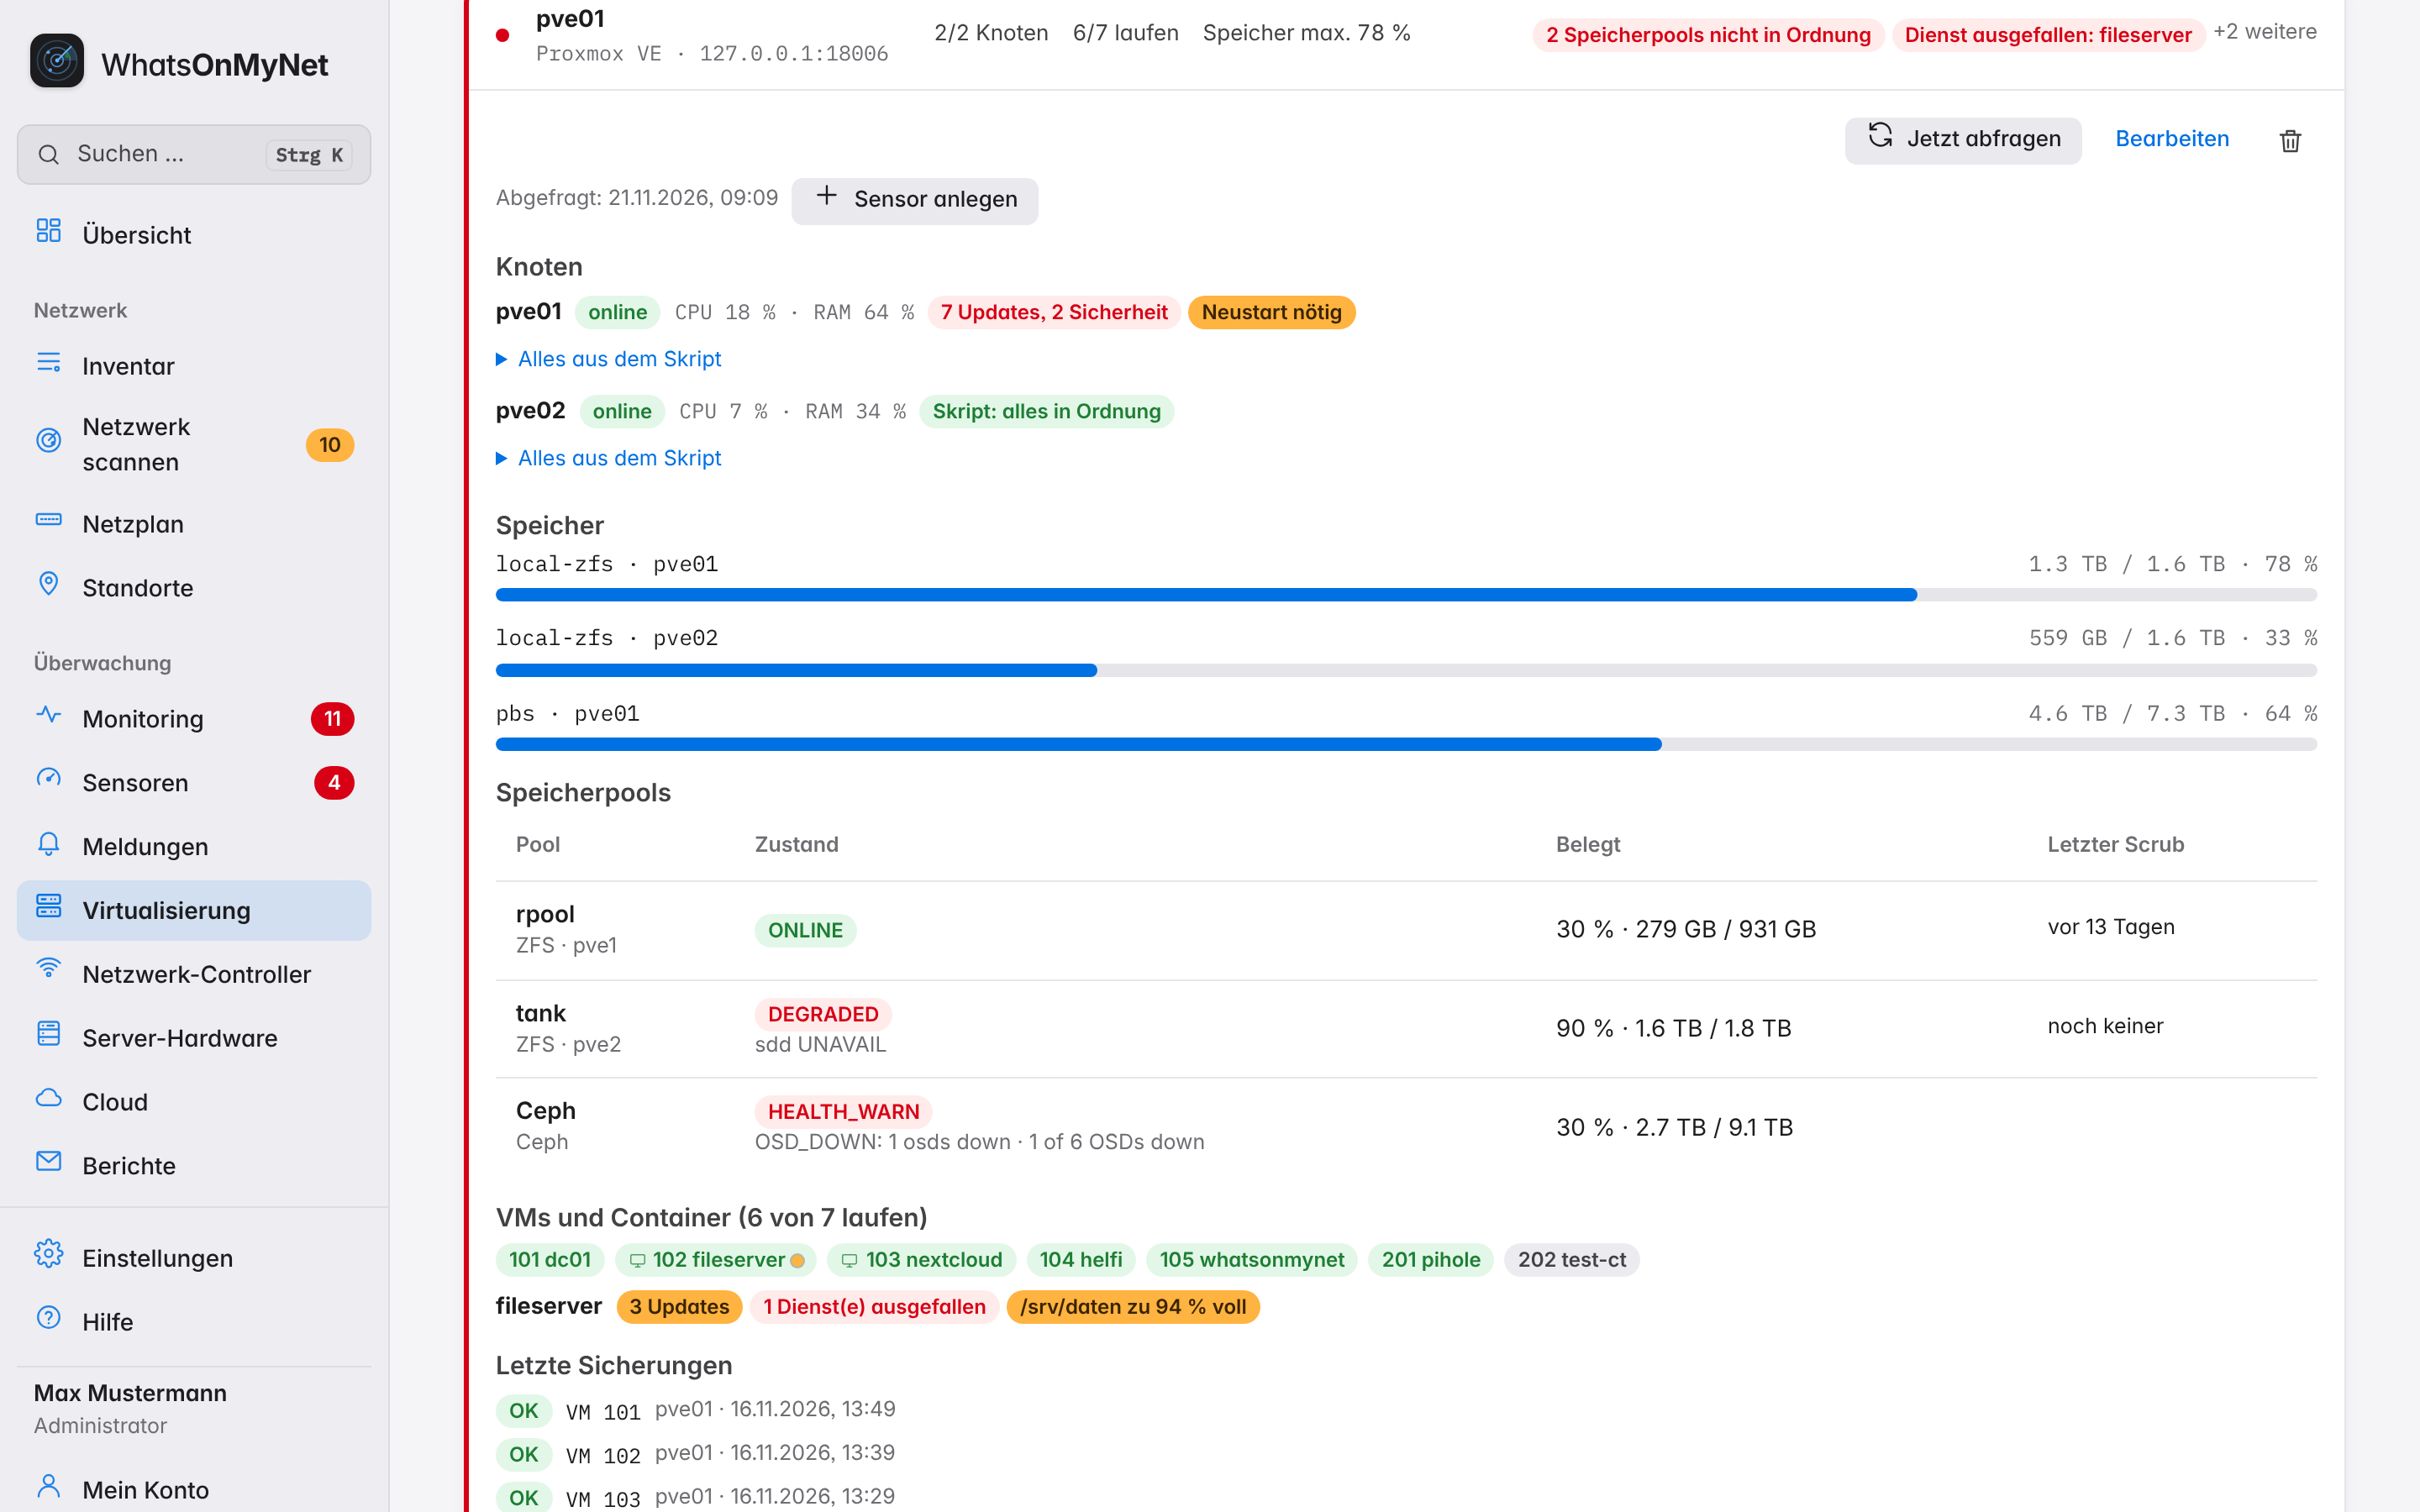 WhatsOnMyNet
Suchen ... Strg K
Übersicht
Netzwerk
Inventar
Netzwerk scannen 10
Netzplan
Standorte
Überwachung
Monitoring 11
Sensoren 4
Meldungen
Virtualisierung
Netzwerk-Controller
Server-Hardware
Cloud
Berichte
Einstellungen
Hilfe
Max Mustermann
Administrator
Mein Konto
pve01
Proxmox VE · 127.0.0.1:18006
2/2 Knoten 6/7 laufen Speicher max. 78 %
2 Speicherpools nicht in Ordnung Dienst ausgefallen: fileserver +2 weitere
Jetzt abfragen Bearbeiten
Abgefragt: 21.11.2026, 09:09 Sensor anlegen
Knoten
pve01 online CPU 18 % · RAM 64 % 7 Updates, 2 Sicherheit Neustart nötig
Alles aus dem Skript
pve02 online CPU 7 % · RAM 34 % Skript: alles in Ordnung
Alles aus dem Skript
Speicher
local-zfs · pve01 1.3 TB / 1.6 TB · 78 %
local-zfs · pve02 559 GB / 1.6 TB · 33 %
pbs · pve01 4.6 TB / 7.3 TB · 64 %
Speicherpools
Pool Zustand Belegt Letzter Scrub
rpool ONLINE 30 % · 279 GB / 931 GB vor 13 Tagen
ZFS · pve1
tank DEGRADED 90 % · 1.6 TB / 1.8 TB noch keiner
ZFS · pve2 sdd UNAVAIL
Ceph HEALTH_WARN 30 % · 2.7 TB / 9.1 TB
Ceph OSD_DOWN: 1 osds down · 1 of 6 OSDs down
VMs und Container (6 von 7 laufen)
101 dc01 102 fileserver 103 nextcloud 104 helfi 105 whatsonmynet 201 pihole 202 test-ct
fileserver 3 Updates 1 Dienst(e) ausgefallen /srv/daten zu 94 % voll
Letzte Sicherungen
OK VM 101 pve01 · 16.11.2026, 13:49
OK VM 102 pve01 · 16.11.2026, 13:39
OK VM 103 pve01 · 16.11.2026, 13:29